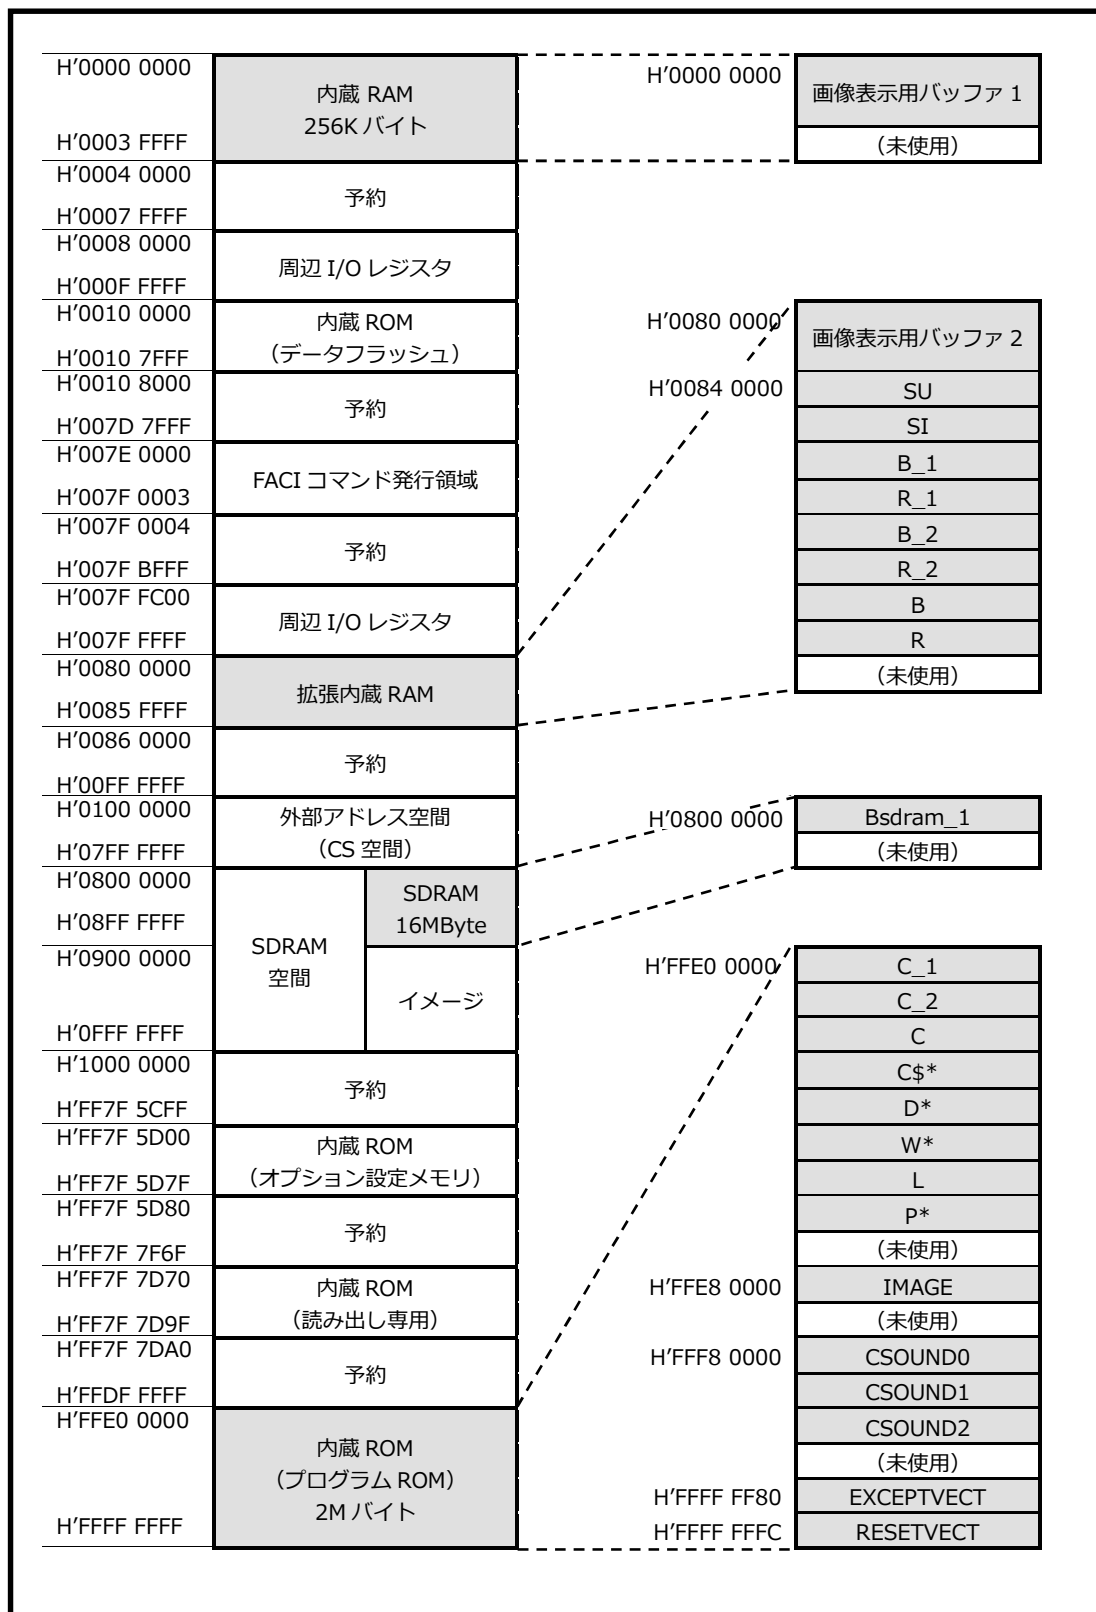 H'0000 0000
内蔵 RAM
256K バイト
H'0003 FFFF
H'0004 0000
予約
H'0007 FFFF
H'0008 0000
周辺 I/O レジスタ
H'000F FFFF
H'0010 0000
内蔵 ROM
（データフラッシュ）
H'0010 7FFF
H'0010 8000
予約
H'007D 7FFF
H'007E 0000
FACI コマンド発行領域
H'007F 0003
H'007F 0004
予約
H'007F BFFF
H'007F FC00
周辺 I/O レジスタ
H'007F FFFF
H'0080 0000
拡張内蔵 RAM
H'0085 FFFF
H'0086 0000
予約
H'00FF FFFF
H'0100 0000
外部アドレス空間
（CS 空間）
H'07FF FFFF
H'0800 0000
SDRAM
16MByte
H'08FF FFFF
SDRAM
空間
H'0900 0000
イメージ
H'0FFF FFFF
H'1000 0000
予約
H'FF7F 5CFF
H'FF7F 5D00
内蔵 ROM
（オプション設定メモリ）
H'FF7F 5D7F
H'FF7F 5D80
予約
H'FF7F 7F6F
H'FF7F 7D70
内蔵 ROM
（読み出し専用）
H'FF7F 7D9F
H'FF7F 7DA0
予約
H'FFDF FFFF
H'FFE0 0000
内蔵 ROM
（プログラム ROM）
2M バイト
H'FFFF FFFF
H'0000 0000
画像表示用バッファ 1
（未使用）
H'0080 0000
画像表示用バッファ 2
H'0084 0000
SU
SI
B_1
R_1
B_2
R_2
B
R
（未使用）
H'0800 0000
Bsdram_1
（未使用）
H'FFE0 0000
C_1
C_2
C
C$*
D*
W*
L
P*
（未使用）
H'FFE8 0000
IMAGE
（未使用）
H'FFF8 0000
CSOUND0
CSOUND1
CSOUND2
（未使用）
H'FFFF FF80
EXCEPTVECT
H'FFFF FFFC
RESETVECT